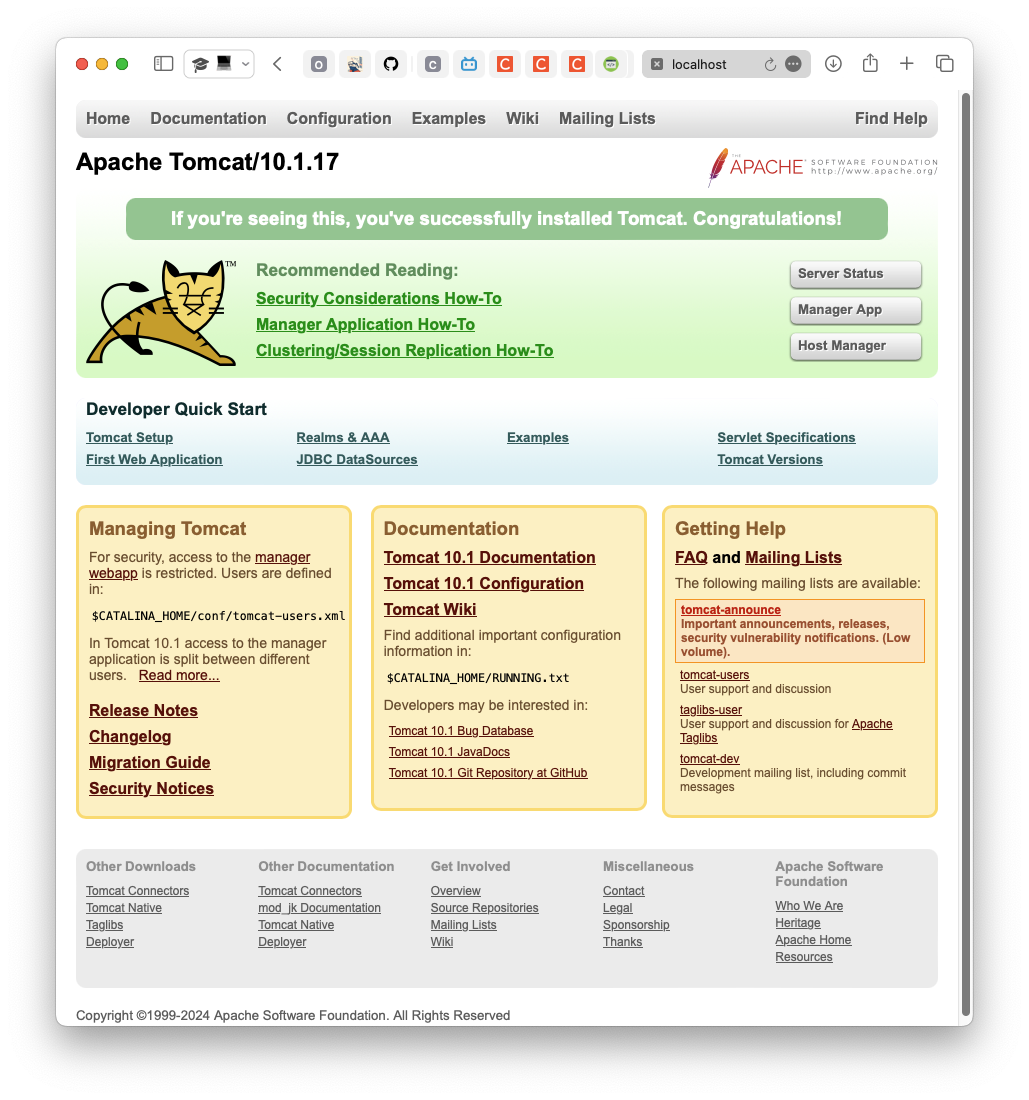 localhost
Home Documentation Configuration Examples Wiki Mailing Lists Find Help
Apache Tomcat/10.1.17
THE
APACHE
SOFTWARE FOUNDATION
http://www.apache.org/
If you're seeing this, you've successfully installed Tomcat. Congratulations!
TM
Recommended Reading:
Security Considerations How-To
Manager Application How-To
Clustering/Session Replication How-To
Server Status
Manager App
Host Manager
Developer Quick Start
Tomcat Setup
First Web Application
Realms & AAA
JDBC DataSources
Examples
Servlet Specifications
Tomcat Versions
Managing Tomcat
For security, access to the manager
webapp is restricted. Users are defined
in:
$CATALINA_HOME/conf/tomcat-users.xml
In Tomcat 10.1 access to the manager
application is split between different
users. Read more...
Release Notes
Changelog
Migration Guide
Security Notices
Documentation
Tomcat 10.1 Documentation
Tomcat 10.1 Configuration
Tomcat Wiki
Find additional important configuration
information in:
$CATALINA_HOME/RUNNING.txt
Developers may be interested in:
Tomcat 10.1 Bug Database
Tomcat 10.1 JavaDocs
Tomcat 10.1 Git Repository at GitHub
Getting Help
FAQ and Mailing Lists
The following mailing lists are available:
tomcat-announce
Important announcements, releases,
security vulnerability notifications. (Low
volume).
tomcat-users
User support and discussion
taglibs-user
User support and discussion for Apache
Taglibs
tomcat-dev
Development mailing list, including commit
messages
Other Downloads
Tomcat Connectors
Tomcat Native
Taglibs
Deployer
Other Documentation
Tomcat Connectors
mod_jk Documentation
Tomcat Native
Deployer
Get Involved
Overview
Source Repositories
Mailing Lists
Wiki
Miscellaneous
Contact
Legal
Sponsorship
Thanks
Apache Software
Foundation
Who We Are
Heritage
Apache Home
Resources
Copyright ©1999-2024 Apache Software Foundation. All Rights Reserved